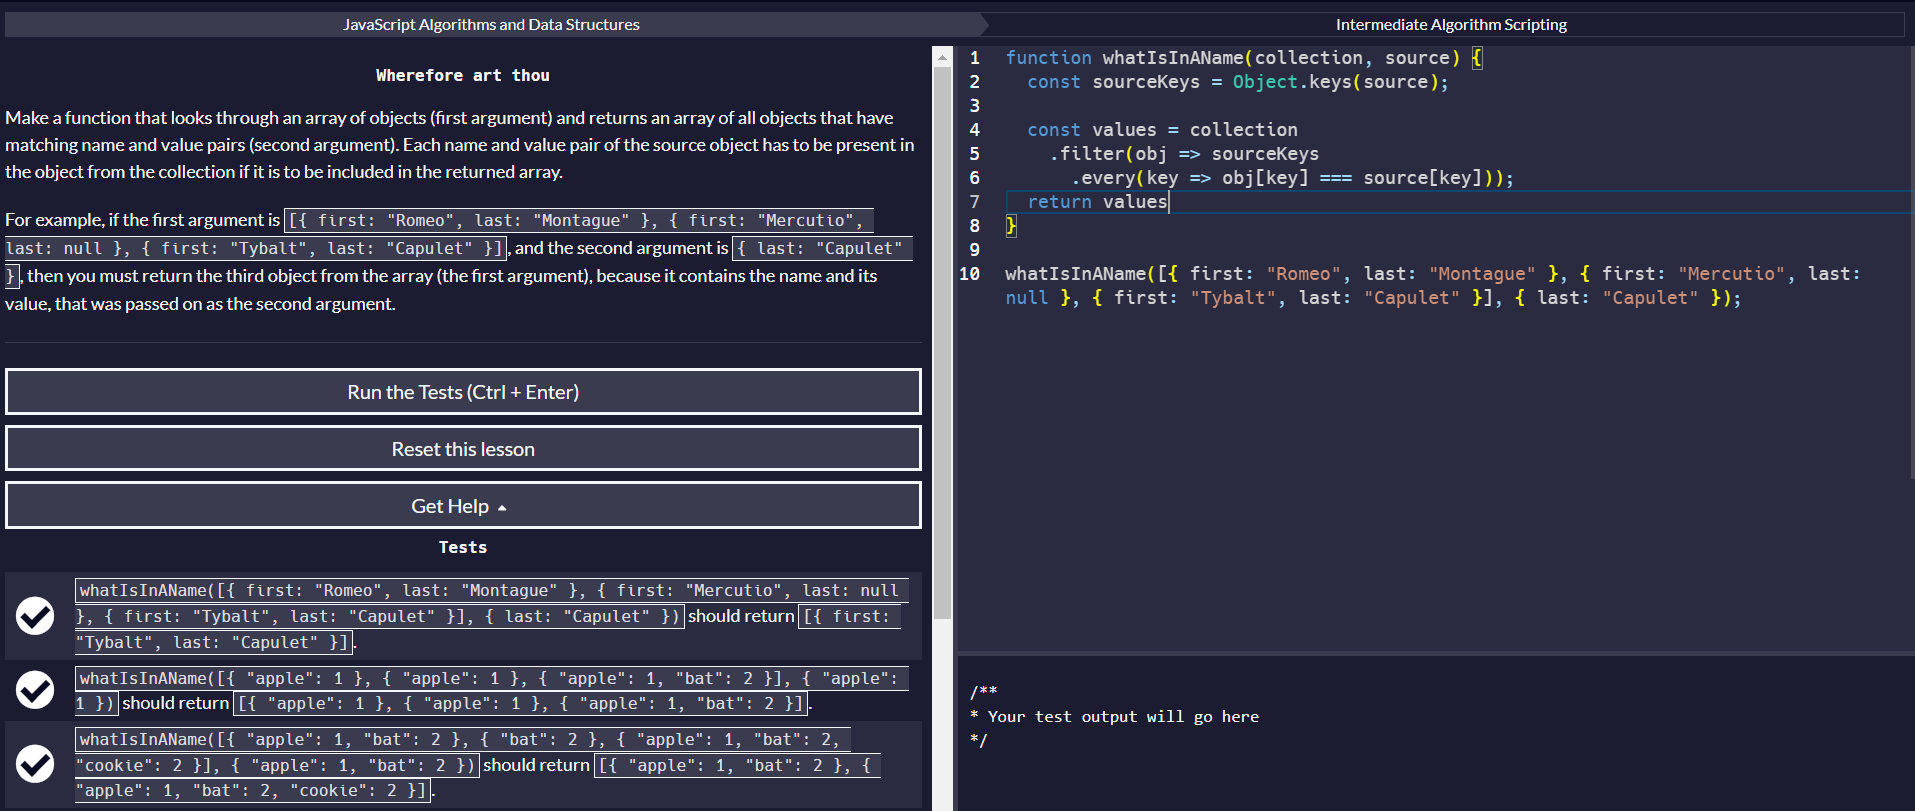 JavaScript Algorithms and Data Structures
Intermediate Algorithm Scripting
Wherefore art thou
Make a function that looks through an array of objects (first argument) and returns an array of all objects that have
matching name and value pairs (second argument). Each name and value pair of the source object has to be present in
the object from the collection if it is to be included in the returned array.
For example, if the first argument is [{ first: "Romeo", last: "Montague" }, { first: "Mercutio",
last: null }, { first: "Tybalt", last: "Capulet" }], and the second argument is { last: "Capulet"
}, then you must return the third object from the array (the first argument), because it contains the name and its
value, that was passed on as the second argument.
Run the Tests (Ctrl + Enter)
Reset this lesson
Get Help
Tests
whatIsInAName([{ first: "Romeo", last: "Montague" }, { first: "Mercutio", last: null
}, { first: "Tybalt", last: "Capulet" }], { last: "Capulet" }) should return [{ first:
"Tybalt", last: "Capulet" }].
whatIsInAName([{ "apple": 1 }, { "apple": 1 }, { "apple": 1, "bat": 2 }], { "apple":
1 }) should return [{ "apple": 1 }, { "apple": 1 }, { "apple": 1, "bat": 2 }].
whatIsInAName([{ "apple": 1, "bat": 2 }, { "bat": 2 }, { "apple": 1, "bat": 2,
"cookie": 2 }], { "apple": 1, "bat": 2 }) should return [{ "apple": 1, "bat": 2 }, {
"apple": 1, "bat": 2, "cookie": 2 }].
1 function whatIsInAName(collection, source) {
2 const sourceKeys = Object.keys(source);
3
4 const values = collection
5 .filter(obj => sourceKeys
6 .every(key => obj[key] === source[key]));
7 return values
8 }
9
10 whatIsInAName([{ first: "Romeo", last: "Montague" }, { first: "Mercutio", last:
null }, { first: "Tybalt", last: "Capulet" }], { last: "Capulet" });
/**
* Your test output will go here
*/